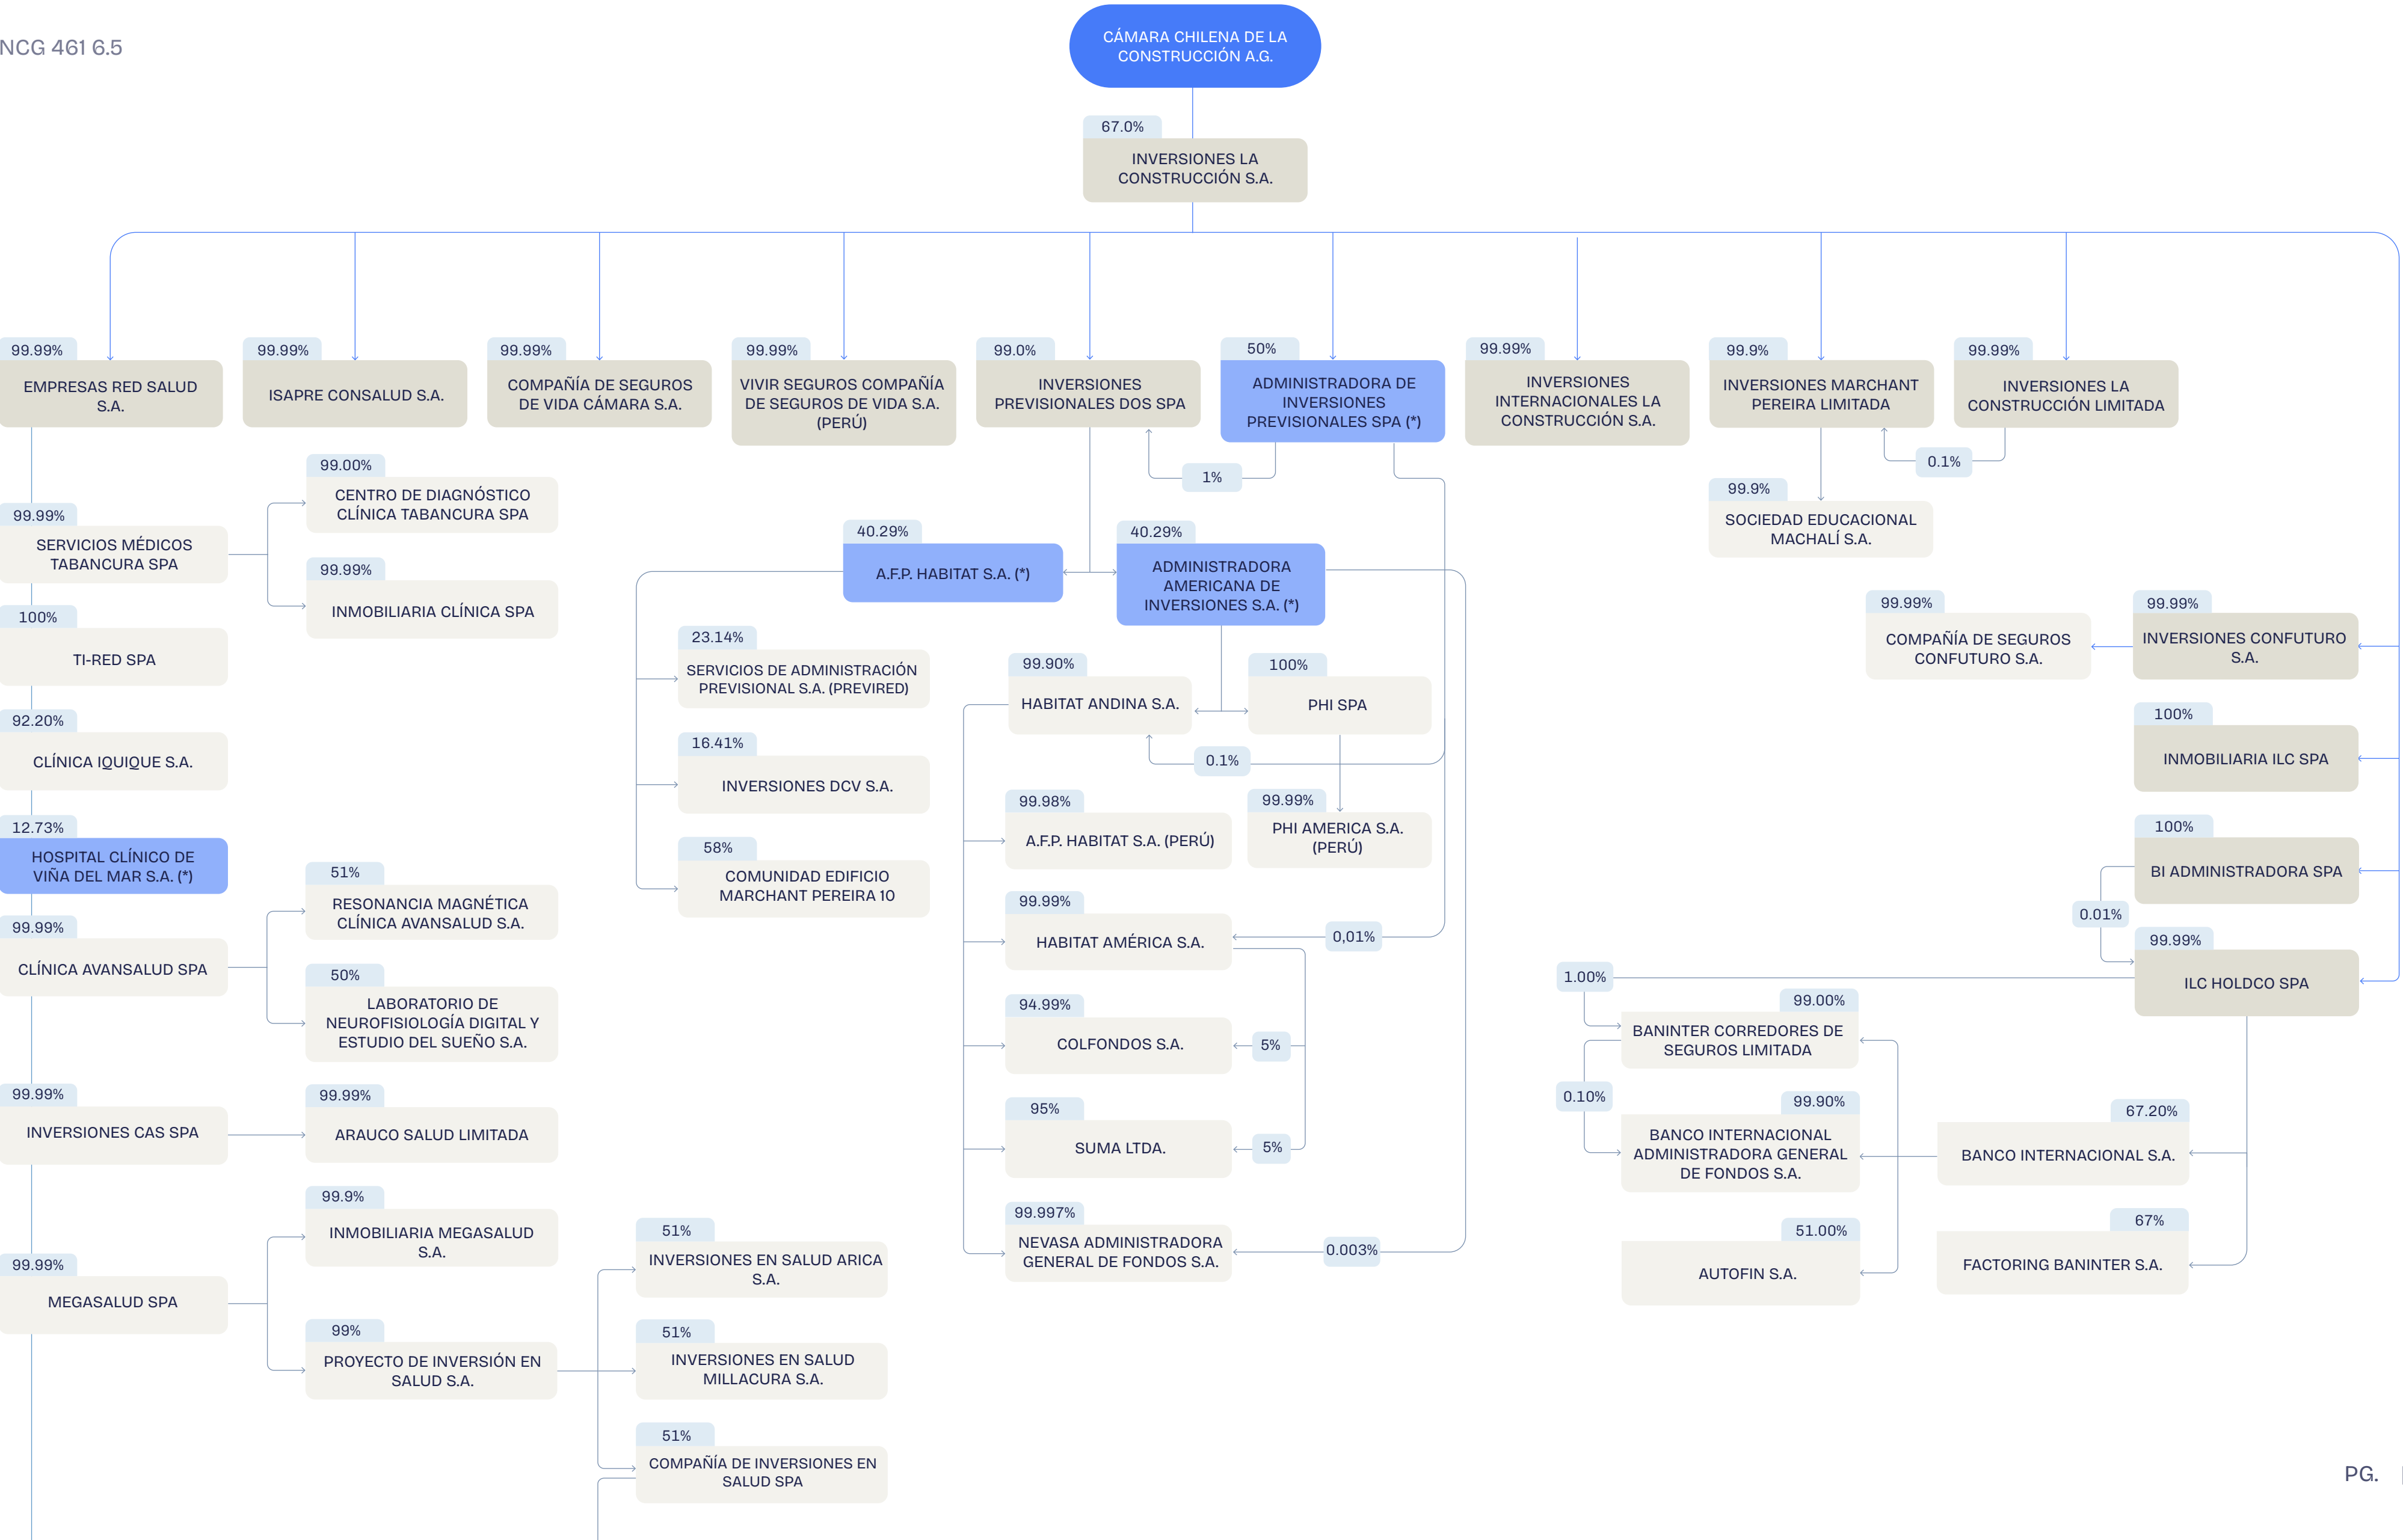 NCG 461 6.5
CÁMARA CHILENA DE LA
CONSTRUCCIÓN A.G.
67.0%
INVERSIONES LA
CONSTRUCCIÓN S.A.
99.99%
EMPRESAS RED SALUD
S.A.
99.99%
ISAPRE CONSALUD S.A.
99.99%
COMPAÑÍA DE SEGUROS
DE VIDA CÁMARA S.A.
99.99%
VIVIR SEGUROS COMPAÑÍA
DE SEGUROS DE VIDA S.A.
(PERÚ)
99.0%
INVERSIONES
PREVISIONALES DOS SPA
50%
ADMINISTRADORA DE
INVERSIONES
PREVISIONALES SPA (*)
99.99%
INVERSIONES
INTERNACIONALES LA
CONSTRUCCIÓN S.A.
99.9%
INVERSIONES MARCHANT
PEREIRA LIMITADA
99.99%
INVERSIONES LA
CONSTRUCCIÓN LIMITADA
1%
0.1%
99.99%
SERVICIOS MÉDICOS
TABANCURA SPA
99.00%
CENTRO DE DIAGNÓSTICO
CLÍNICA TABANCURA SPA
99.99%
INMOBILIARIA CLÍNICA SPA
100%
TI-RED SPA
92.20%
CLÍNICA IQUIQUE S.A.
12.73%
HOSPITAL CLÍNICO DE
VIÑA DEL MAR S.A. (*)
99.99%
CLÍNICA AVANSALUD SPA
51%
RESONANCIA MAGNÉTICA
CLÍNICA AVANSALUD S.A.
50%
LABORATORIO DE
NEUROFISIOLOGÍA DIGITAL Y
ESTUDIO DEL SUEÑO S.A.
99.99%
INVERSIONES CAS SPA
99.99%
ARAUCO SALUD LIMITADA
99.99%
MEGASALUD SPA
99.9%
INMOBILIARIA MEGASALUD
S.A.
99%
PROYECTO DE INVERSIÓN EN
SALUD S.A.
51%
INVERSIONES EN SALUD ARICA
S.A.
51%
INVERSIONES EN SALUD
MILLACURA S.A.
51%
COMPAÑÍA DE INVERSIONES EN
SALUD SPA
40.29%
A.F.P. HABITAT S.A. (*)
40.29%
ADMINISTRADORA
AMERICANA DE
INVERSIONES S.A. (*)
23.14%
SERVICIOS DE ADMINISTRACIÓN
PREVISIONAL S.A. (PREVIRED)
16.41%
INVERSIONES DCV S.A.
58%
COMUNIDAD EDIFICIO
MARCHANT PEREIRA 10
99.90%
HABITAT ANDINA S.A.
100%
PHI SPA
0.1%
99.98%
A.F.P. HABITAT S.A. (PERÚ)
99.99%
PHI AMERICA S.A.
(PERÚ)
99.99%
HABITAT AMÉRICA S.A.
0,01%
94.99%
COLFONDOS S.A.
5%
95%
SUMA LTDA.
5%
99.997%
NEVASA ADMINISTRADORA
GENERAL DE FONDOS S.A.
0.003%
99.9%
SOCIEDAD EDUCACIONAL
MACHALÍ S.A.
99.99%
COMPAÑÍA DE SEGUROS
CONFUTURO S.A.
99.99%
INVERSIONES CONFUTURO
S.A.
100%
INMOBILIARIA ILC SPA
100%
BI ADMINISTRADORA SPA
0.01%
99.99%
ILC HOLDCO SPA
1.00%
99.00%
BANINTER CORREDORES DE
SEGUROS LIMITADA
0.10%
99.90%
BANCO INTERNACIONAL
ADMINISTRADORA GENERAL
DE FONDOS S.A.
67.20%
BANCO INTERNACIONAL S.A.
51.00%
AUTOFIN S.A.
67%
FACTORING BANINTER S.A.
PG.